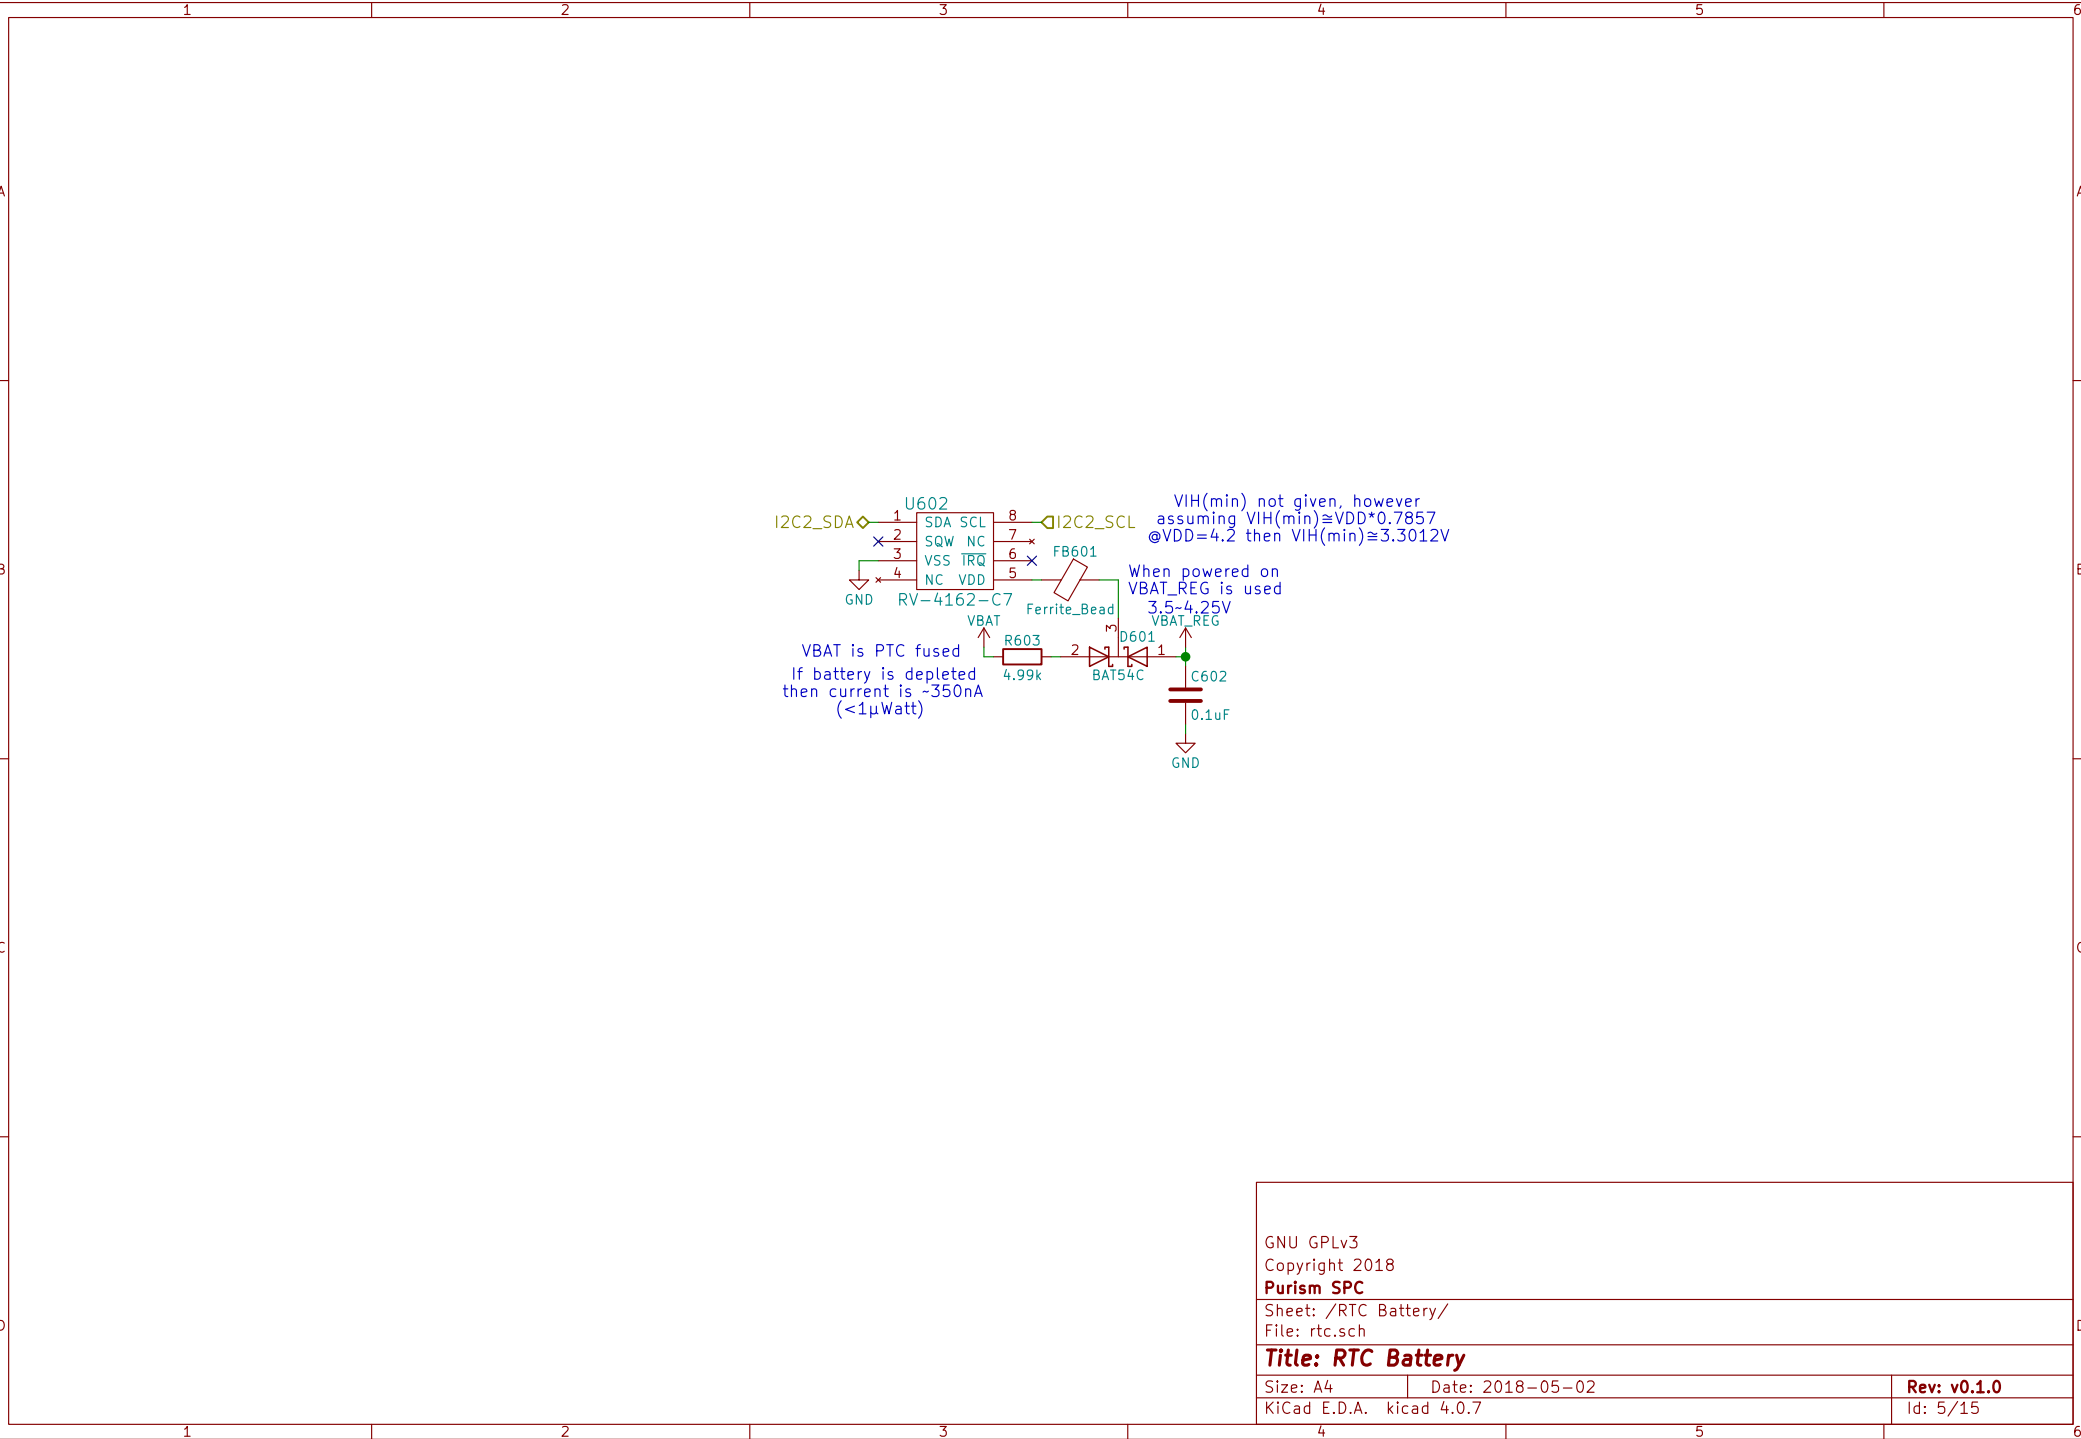 1 2 3 4 5 6
A A
B B
C C
D D
U602
I2C2_SDA 1 SDA SCL 8 I2C2_SCL
2 SQW NC 7
3 VSS IRQ 6
4 NC VDD 5
GND
RV-4162-C7
FB601
Ferrite_Bead
VIH(min) not given, however
assuming VIH(min)≅VDD*0.7857
@VDD=4.2 then VIH(min)≅3.3012V
When powered on
VBAT_REG is used
3.5~4.25V
VBAT
VBAT_REG
R603
4.99k
3
D601
2 1
BAT54C
VBAT is PTC fused
If battery is depleted
then current is ~350nA
(<1µWatt)
C602
0.1uF
GND
GNU GPLv3
Copyright 2018
Purism SPC
Sheet: /RTC Battery/
File: rtc.sch
Title: RTC Battery
Size: A4 Date: 2018-05-02 Rev: v0.1.0
KiCad E.D.A. kicad 4.0.7 Id: 5/15
1 2 3 4 5 6